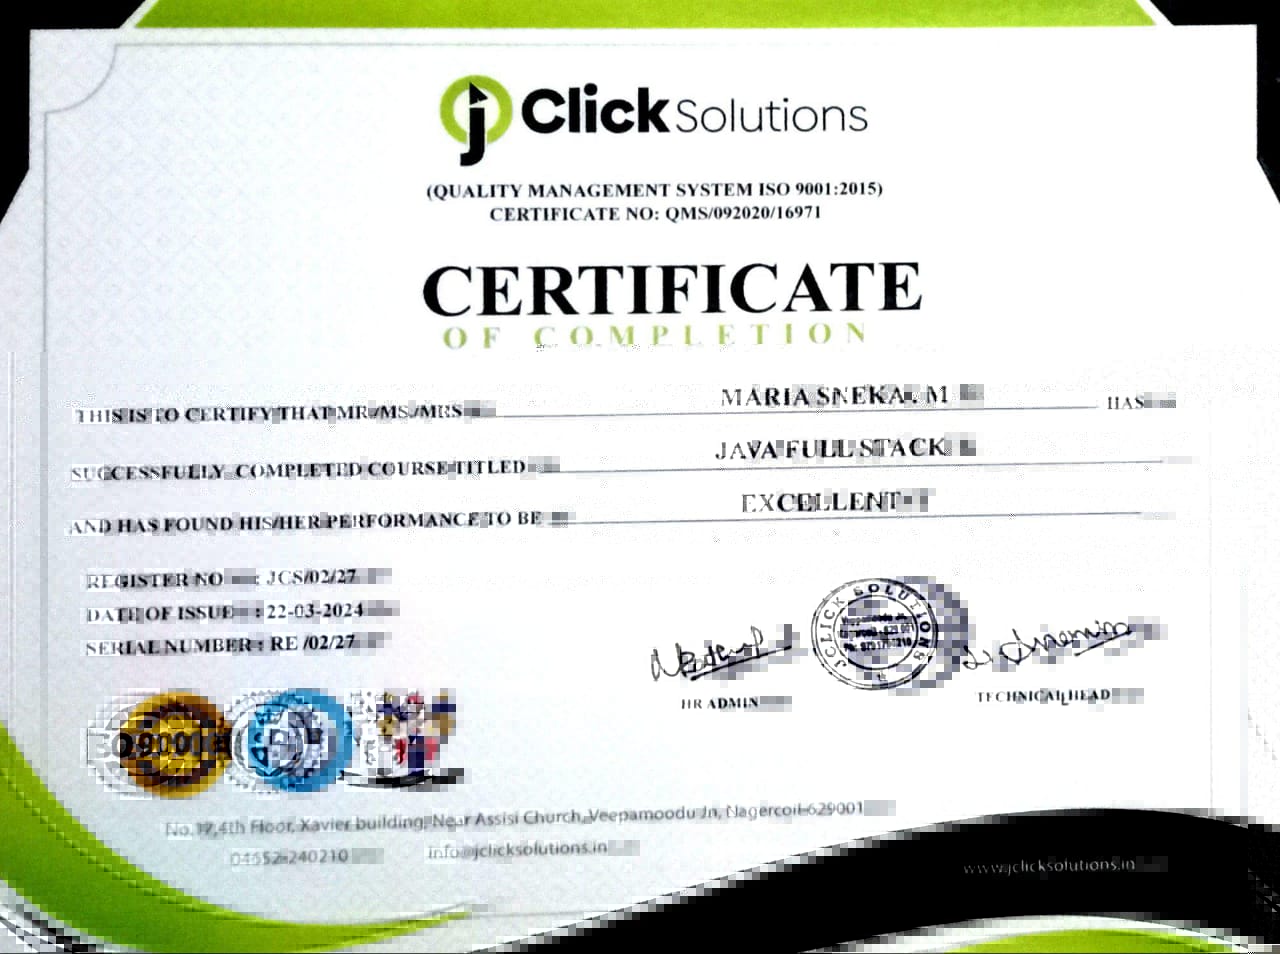 jClick Solutions
(QUALITY MANAGEMENT SYSTEM ISO 9001:2015)
CERTIFICATE NO: QMS/092020/16971
CERTIFICATE
OF COMPLETION
THIS IS TO CERTIFY THAT MR./MS./MRS MARIA SNEKA. M HAS
SUCCESSFULLY COMPLETED COURSE TITLED JAVA FULL STACK
AND HAS FOUND HIS/HER PERFORMANCE TO BE EXCELLENT
REGISTER NO : JCS/02/27
DATE OF ISSUE : 22-03-2024
SERIAL NUMBER : RE /02/27
JCLICK SOLUTIONS
HR ADMIN
TECHNICAL HEAD
ISO 9001
No. 17,4th Floor, Xavier building, Near Assisi Church, Veepamoodu Jn, Nagercoil-629001
04652-240210 info@jclicksolutions.in
www.jclicksolutions.in